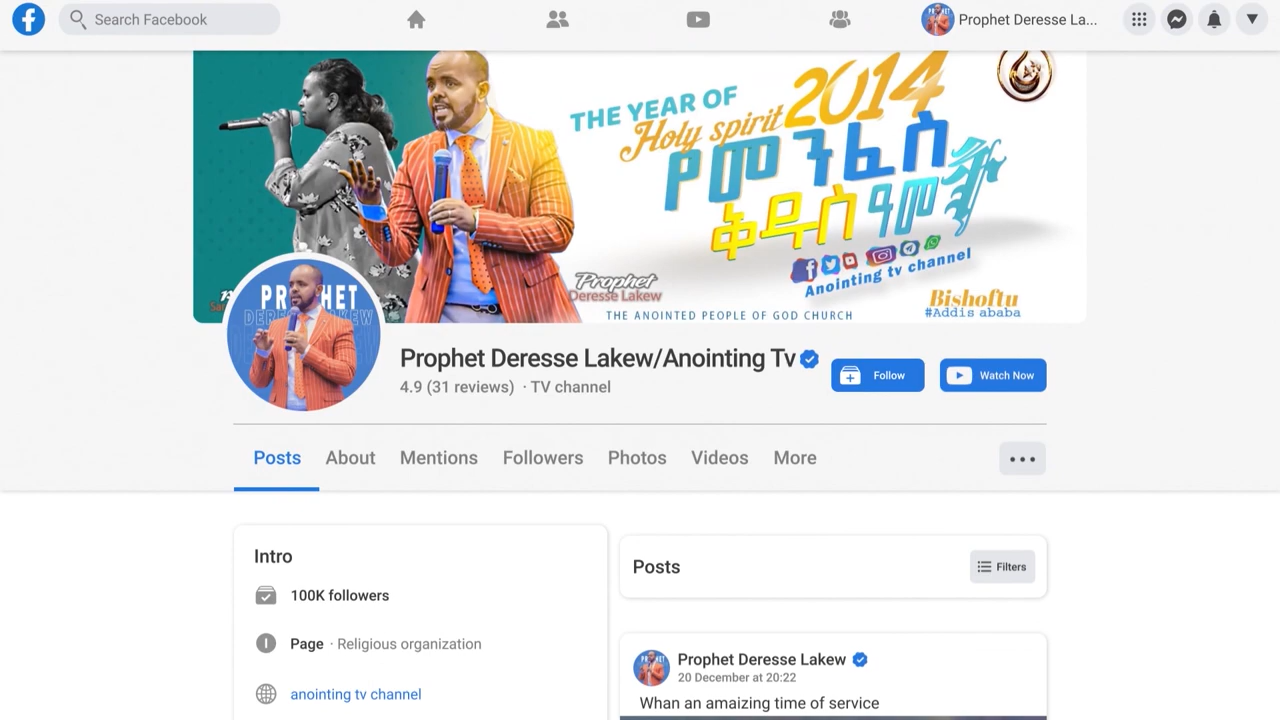 Search Facebook
Prophet Deresse La...
THE YEAR OF
Holy spirit
2014
የመንፈስ
ቅዱስ ዓመት
Anointing tv channel
Prophet
Deresse Lakew
THE ANOINTED PEOPLE OF GOD CHURCH
Bishoftu
#Addis ababa
PROPHET
DERESSE LAKEW
Prophet Deresse Lakew/Anointing Tv
4.9 (31 reviews) · TV channel
Follow
Watch Now
Posts
About
Mentions
Followers
Photos
Videos
More
Intro
100K followers
Page · Religious organization
anointing tv channel
Posts
Filters
Prophet Deresse Lakew
20 December at 20:22
Whan an amaizing time of service